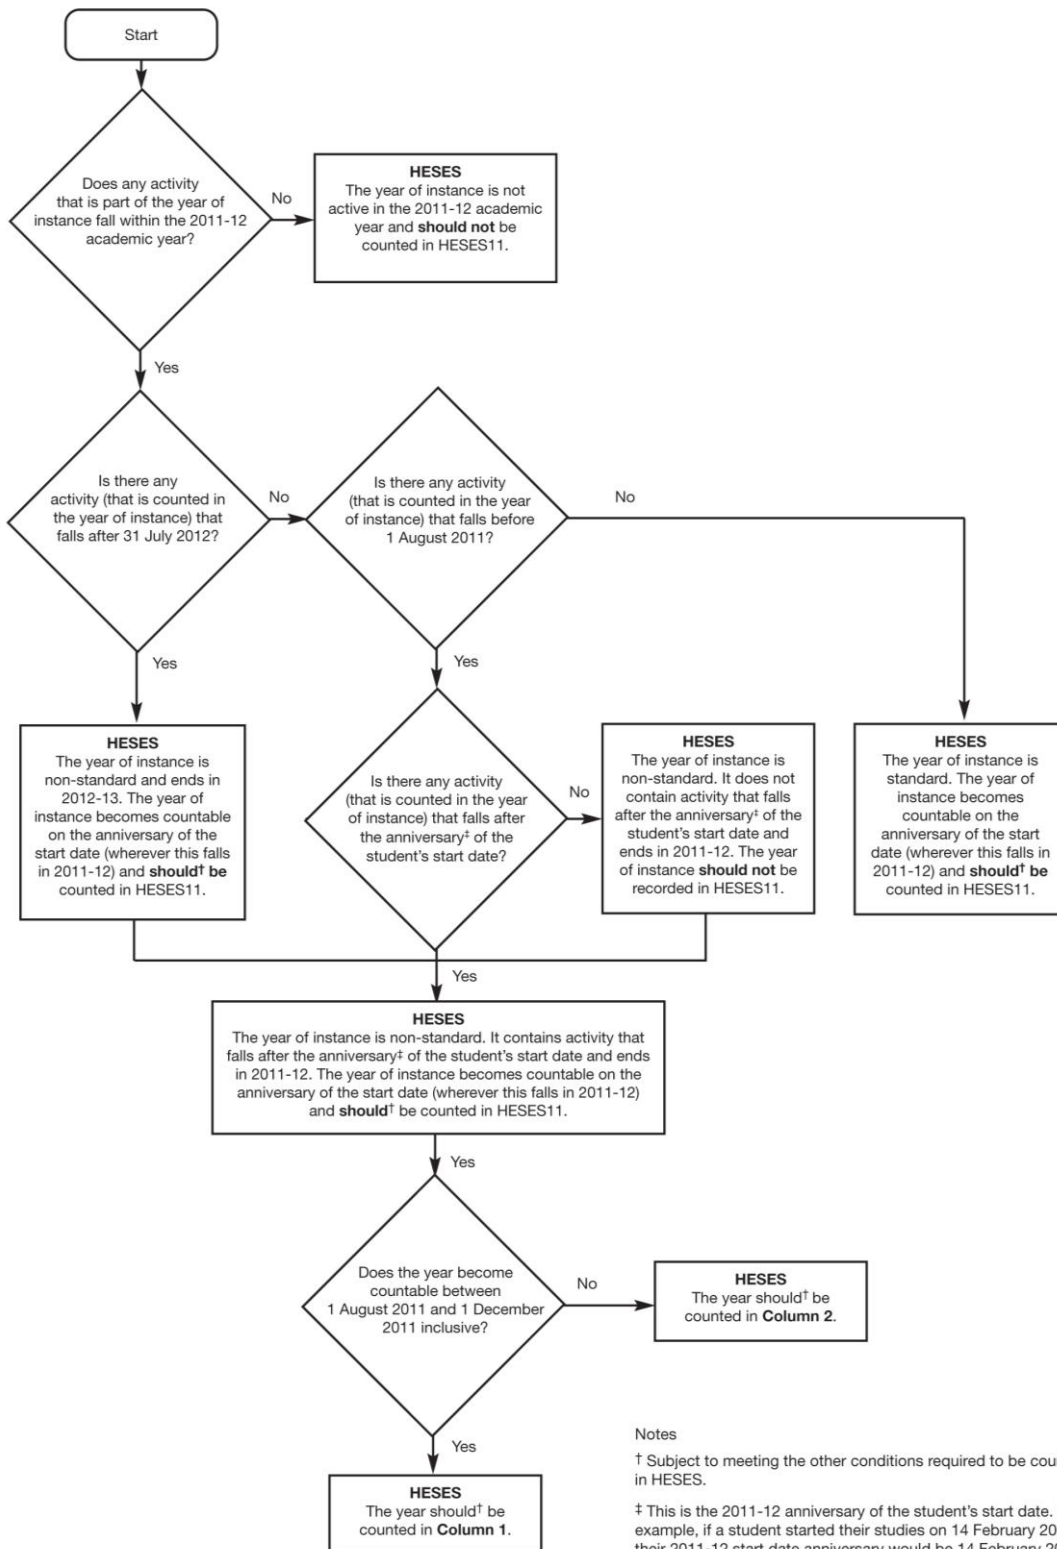 Start
Does any activity
that is part of the year of
instance fall within the 2011-12
academic year?
No
HESES
The year of instance is not
active in the 2011-12 academic
year and should not be
counted in HESES11.
Yes
Is there any
activity (that is counted in
the year of instance) that
falls after 31 July 2012?
No
Is there any activity
(that is counted in the year
of instance) that falls before
1 August 2011?
No
Yes
Yes
HESES
The year of instance is
non-standard and ends in
2012-13. The year of
instance becomes countable
on the anniversary of the
start date (wherever this falls
in 2011-12) and should† be
counted in HESES11.
Is there any activity
(that is counted in the year
of instance) that falls after
the anniversary‡ of the
student's start date?
No
HESES
The year of instance is
non-standard. It does not
contain activity that falls
after the anniversary‡ of the
student's start date and
ends in 2011-12. The year
of instance should not be
recorded in HESES11.
HESES
The year of instance is
standard. The year of
instance becomes
countable on the
anniversary of the start
date (wherever this falls in
2011-12) and should† be
counted in HESES11.
Yes
HESES
The year of instance is non-standard. It contains activity that
falls after the anniversary‡ of the student's start date and ends
in 2011-12. The year of instance becomes countable on the
anniversary of the start date (wherever this falls in 2011-12)
and should† be counted in HESES11.
Yes
Does the year become
countable between
1 August 2011 and 1 December
2011 inclusive?
No
HESES
The year should† be
counted in Column 2.
Yes
HESES
The year should† be
counted in Column 1.
Notes
† Subject to meeting the other conditions required to be
in HESES.
‡ This is the 2011-12 anniversary of the student's start date.
example, if a student started their studies on 14 February
their 2011-12 start date anniversary would be 14 February